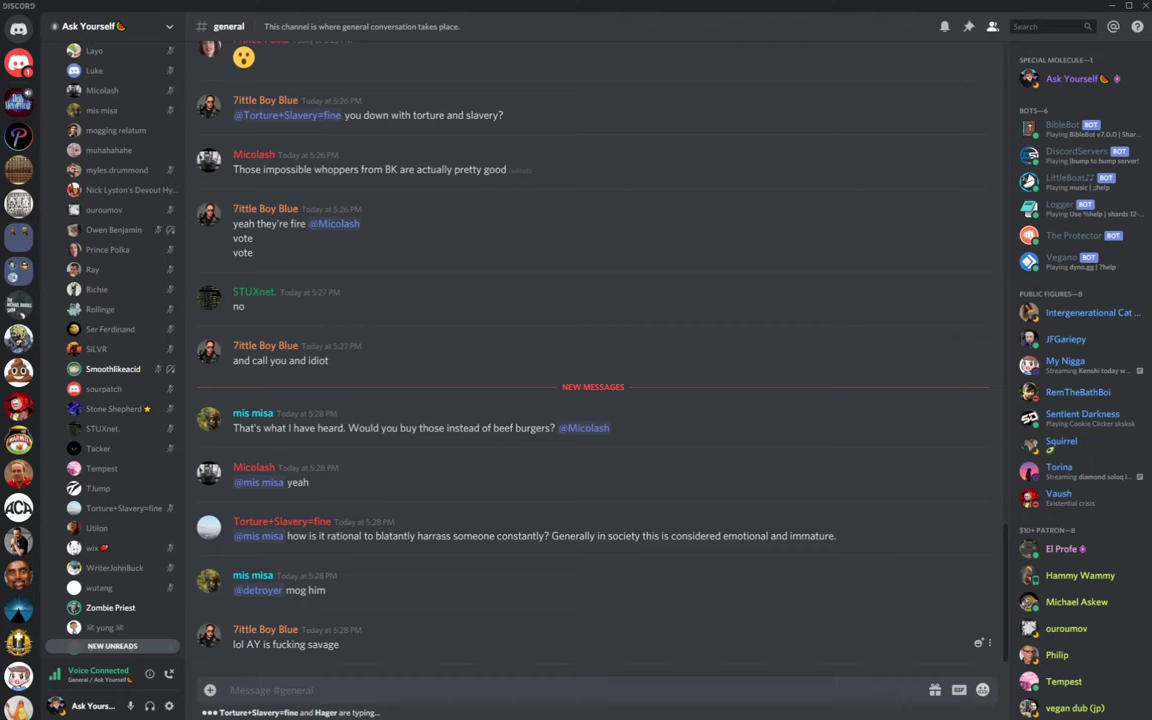 DISCORD
Ask Yourself🍉
# general
This channel is where general conversation takes place.
Search
Layo
Luke
Micolash
mis misa
mogging relatum
muhahahahe
myles.drummond
Nick Lyston's Devout Hy...
ouroumov
Owen Benjamin
Prince Polka
Ray
Richie
Rollinge
Ser Ferdinand
SiLVR
Smoothlikeacid
sourpatch
Stone Shepherd ⭐
STUXnet.
Tacker
Tempest
TJump
Torture+Slavery=fine
Utilon
wix
WriterJohnBuck
wutang
Zombie Priest
yung
NEW UNREADS
Voice Connected
General / Ask Yourself🍉
Ask Yours...
😮
7ittle Boy Blue Today at 5:26 PM
@Torture+Slavery=fine you down with torture and slavery?
Micolash Today at 5:26 PM
Those impossible whoppers from BK are actually pretty good (edited)
7ittle Boy Blue Today at 5:26 PM
yeah they're fire @Micolash
vote
vote
STUXnet. Today at 5:27 PM
no
7ittle Boy Blue Today at 5:27 PM
and call you and idiot
NEW MESSAGES
mis misa Today at 5:28 PM
That's what I have heard. Would you buy those instead of beef burgers? @Micolash
Micolash Today at 5:28 PM
@mis misa yeah
Torture+Slavery=fine Today at 5:28 PM
@mis misa how is it rational to blatantly harrass someone constantly? Generally in society this is considered emotional and immature.
mis misa Today at 5:28 PM
@detroyer mog him
7ittle Boy Blue Today at 5:28 PM
lol AY is fucking savage
Message #general
GIF
Torture+Slavery=fine and Hager are typing...
SPECIAL MOLECULE—1
Ask Yourself🍉
BOTS—6
BibleBot BOT
Playing BibleBot v7.0.0 | Shar...
DiscordServers BOT
Playing |bump to bump server!
LittleBoat♫ BOT
Playing music | ;;help
Logger BOT
Playing Use %help | shards 12-...
The Protector BOT
Vegano BOT
Playing dyno.gg | ?help
PUBLIC FIGURES—8
Intergenerational Cat ...
JFGariepy
My Nigga
Streaming Kenshi today w...
RemTheBathBoi
Sentient Darkness
Playing Cookie Clicker sksksk
Squirrel
🥑
Torina
Streaming diamond soloq l...
Vaush
Existential crisis
$10+ PATRON—8
El Profe
Hammy Wammy
Michael Askew
ouroumov
Philip
Tempest
vegan dub (jp)
THE MICHAEL BROOKS SHOW
MARMITE
ACA
SD
1